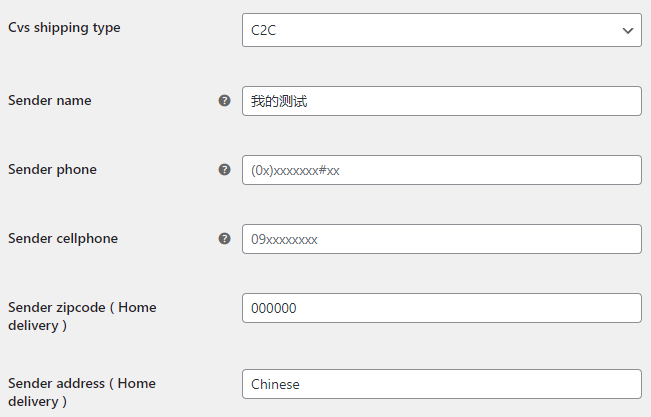 Cvs shipping type
C2C
Sender name
我的测试
Sender phone
(0x)xxxxxxx#xx
Sender cellphone
09xxxxxxxx
Sender zipcode ( Home
delivery )
000000
Sender address ( Home
delivery )
Chinese